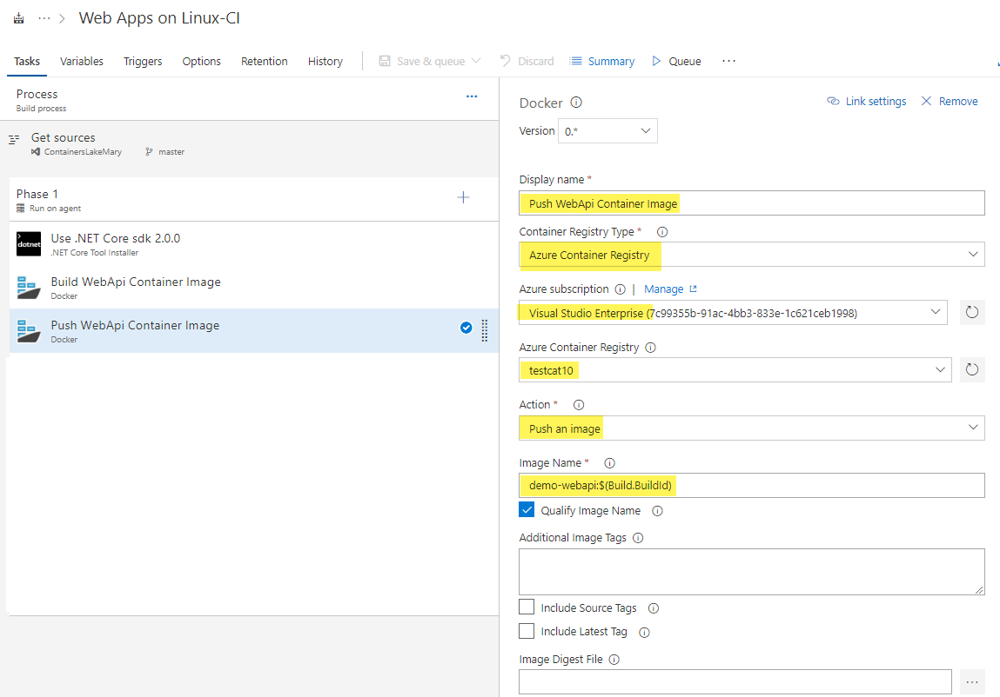 ··· > Web Apps on Linux-CI
Tasks Variables Triggers Options Retention History Save & queue Discard Summary Queue ···
Process
Build process
Get sources
ContainersLakeMary master
Phase 1
Run on agent
dotnet
Use .NET Core sdk 2.0.0
.NET Core Tool Installer
Build WebApi Container Image
Docker
Push WebApi Container Image
Docker
Docker
Link settings Remove
Version 0.*
Display name *
Push WebApi Container Image
Container Registry Type *
Azure Container Registry
Azure subscription | Manage
Visual Studio Enterprise (7c99355b-91ac-4bb3-833e-1c621ceb1998)
Azure Container Registry
testcat10
Action *
Push an image
Image Name *
demo-webapi:$(Build.BuildId)
Qualify Image Name
Additional Image Tags
Include Source Tags
Include Latest Tag
Image Digest File
···